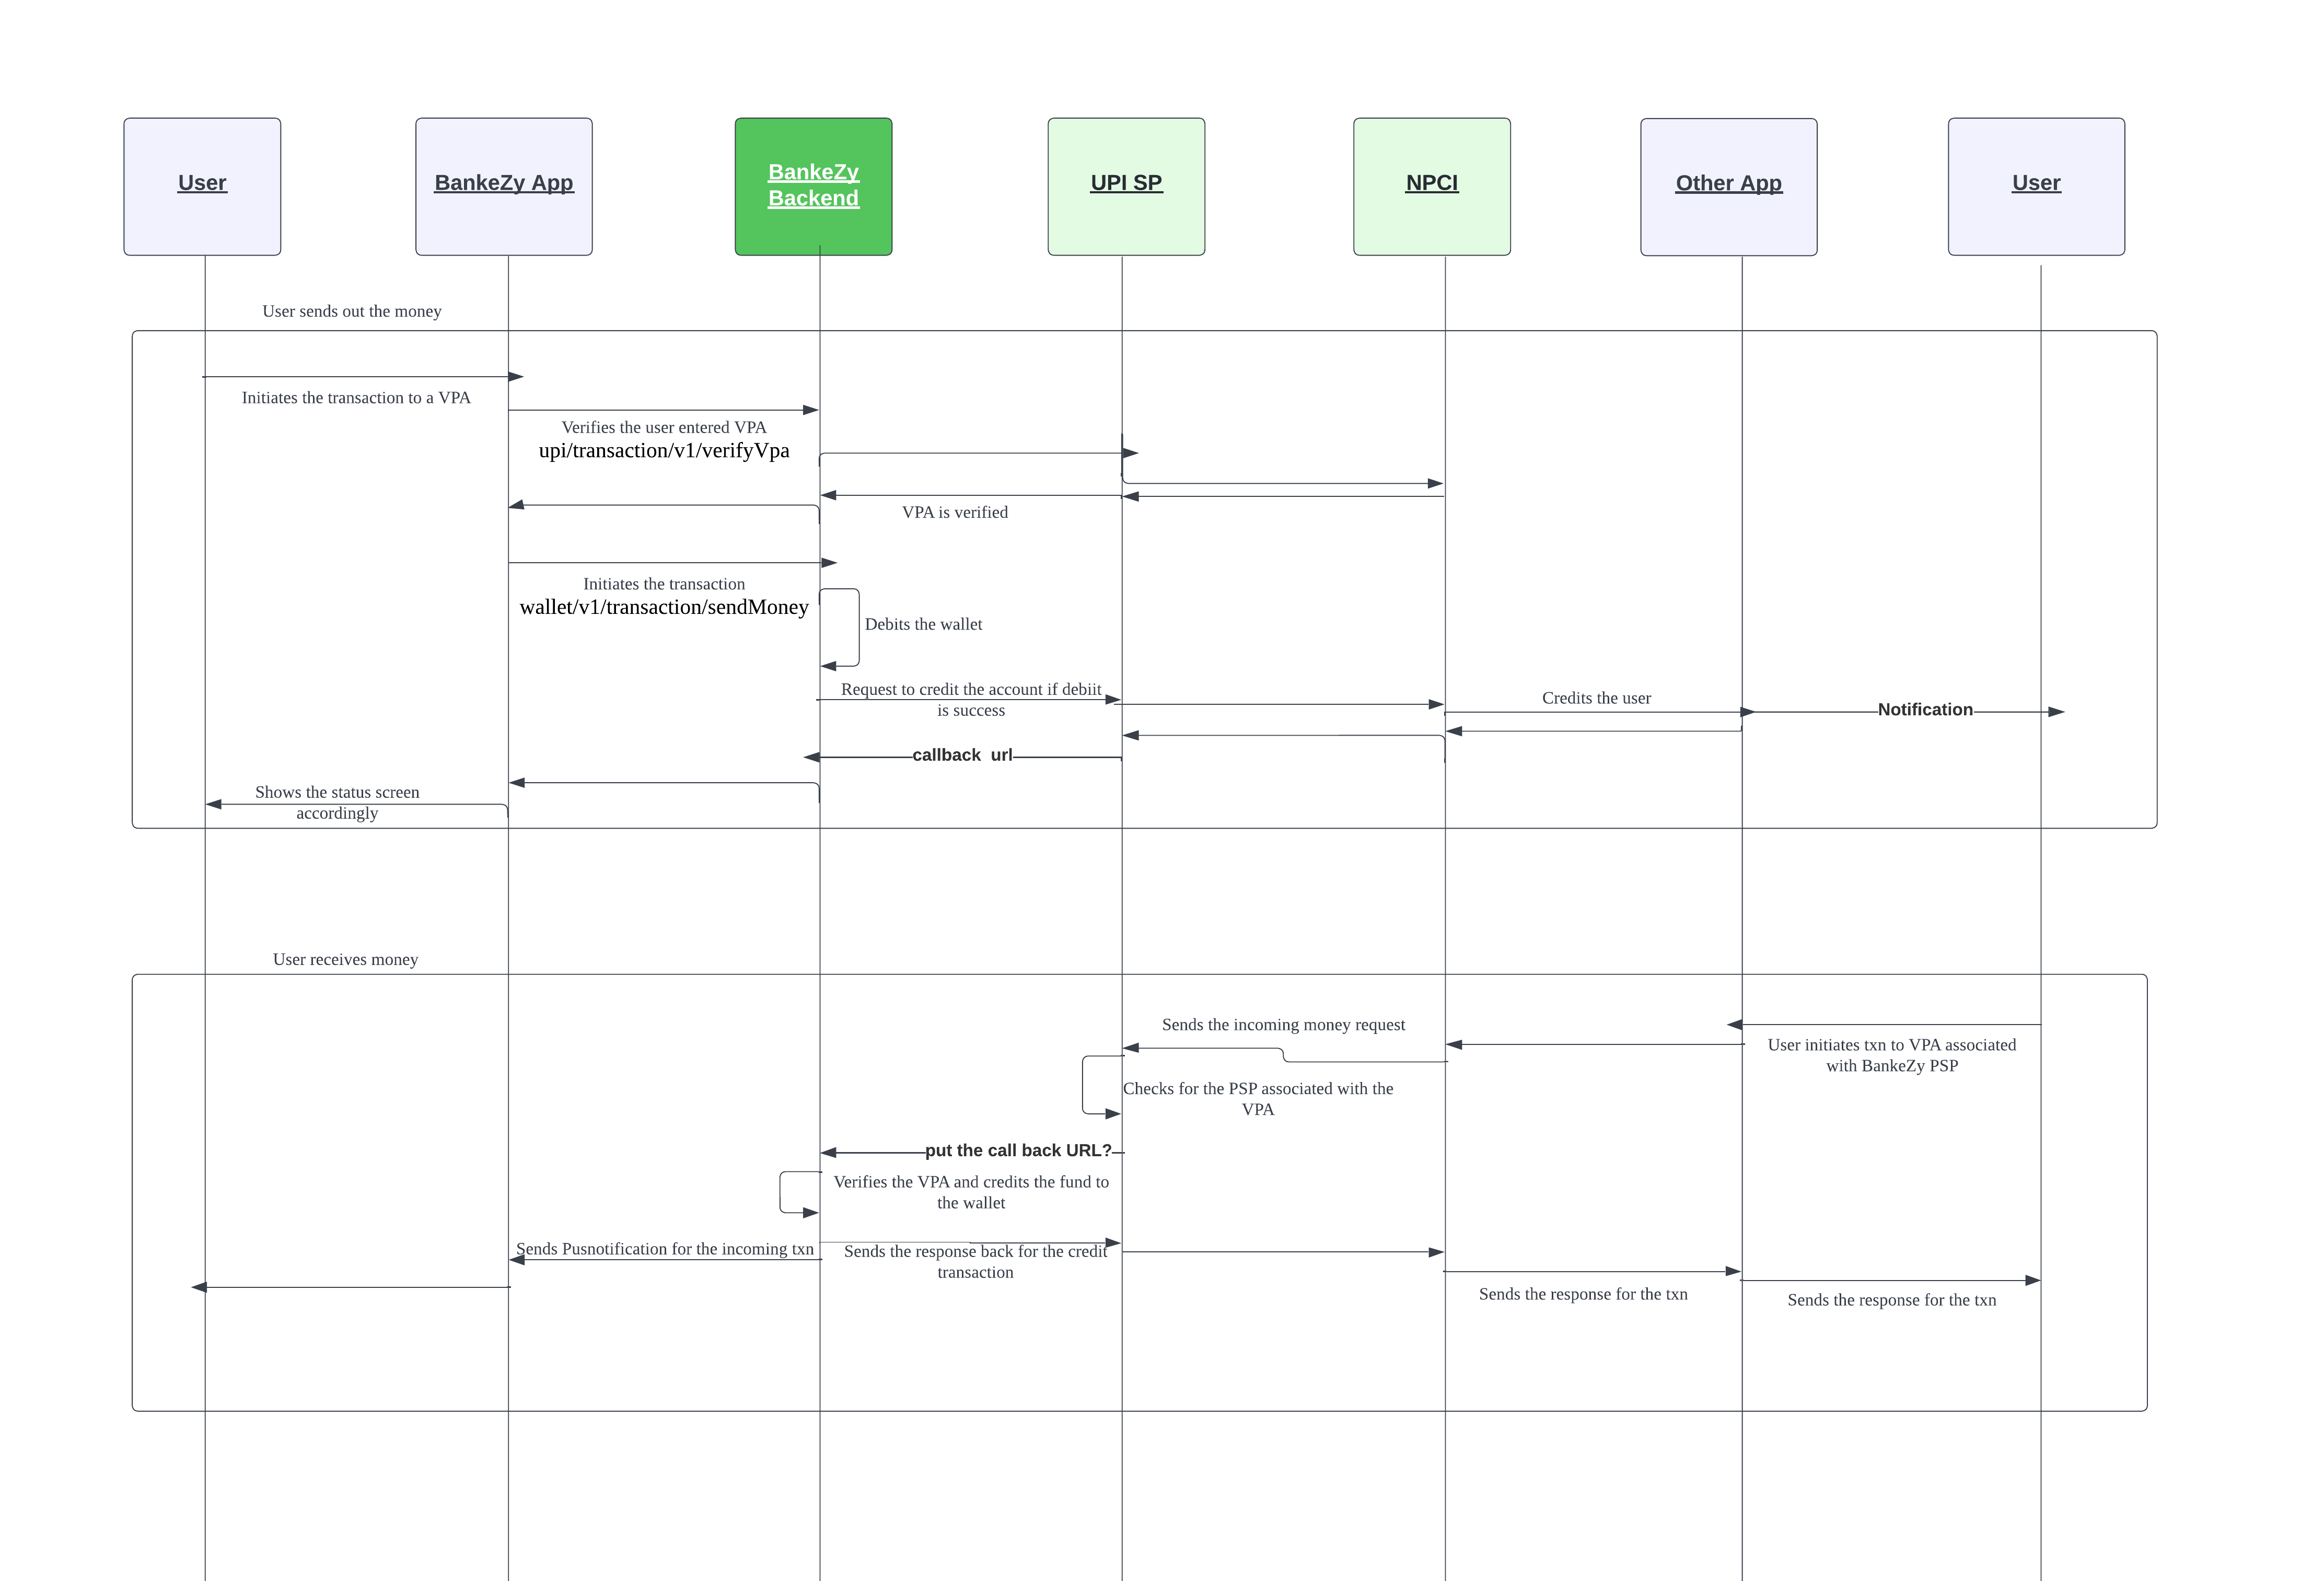 User
BankeZy App
BankeZy
Backend
UPI SP
NPCI
Other App
User
User sends out the money
Initiates the transaction to a VPA
Verifies the user entered VPA
upi/transaction/v1/verifyVpa
VPA is verified
Initiates the transaction
wallet/v1/transaction/sendMoney
Debits the wallet
Request to credit the account if debiit
is success
Credits the user
Notification
callback url
Shows the status screen
accordingly
User receives money
Sends the incoming money request
User initiates txn to VPA associated
with BankeZy PSP
Checks for the PSP associated with the
VPA
put the call back URL?
Verifies the VPA and credits the fund to
the wallet
Sends Pusnotification for the incoming txn
Sends the response back for the credit
transaction
Sends the response for the txn
Sends the response for the txn